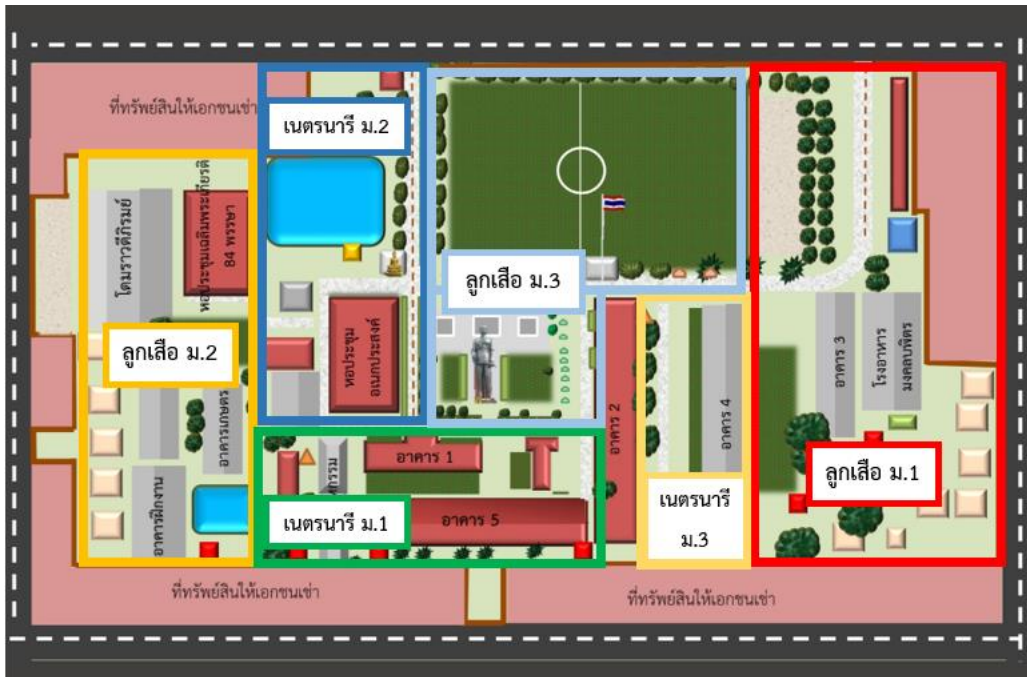 ที่ทรัพย์สินให้เอกชนเช่า
เนตรนารี ม.2
โดมราวดีภิรมย์
หอประชุมเฉลิมพระเกียรติ
84 พรรษา
ลูกเสือ ม.3
ลูกเสือ ม.2
หอประชุม
อเนกประสงค์
อาคาร 2
อาคาร 4
อาคาร 3
โรงอาหาร
มงคลบพิตร
อาคารเกษตร
อาคารฝึกงาน
อาคาร 1
ลูกเสือ ม.1
เนตรนารี
ม.3
เนตรนารี ม.1
อาคาร 5
ที่ทรัพย์สินให้เอกชนเช่า
ที่ทรัพย์สินให้เอกชนเช่า